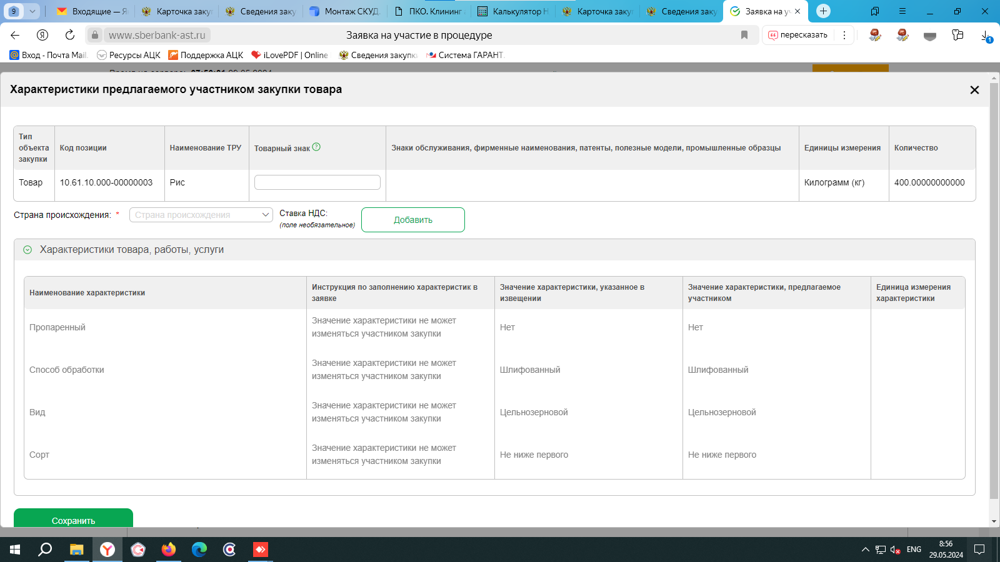 9
Входящие — Я
Карточка заку
Сведения заку
Монтаж СКУД
ПКО. Клининг
Калькулятор Н
Карточка заку
Сведения заку
Заявка на у
www.sberbank-ast.ru
Заявка на участие в процедуре
пересказать
1
Вход - Почта Mail
Ресурсы АЦК
Поддержка АЦК
iLovePDF | Online
Сведения закупк
Система ГАРАНТ
Характеристики предлагаемого участником закупки товара
Тип объекта закупки
Код позиции
Наименование ТРУ
Товарный знак ?
Знаки обслуживания, фирменные наименования, патенты, полезные модели, промышленные образцы
Единицы измерения
Количество
Товар
10.61.10.000-00000003
Рис
Килограмм (кг)
400.00000000000
Страна происхождения: *
Страна происхождения
Ставка НДС:
(поле необязательное)
Добавить
Характеристики товара, работы, услуги
Наименование характеристики
Инструкция по заполнению характеристик в заявке
Значение характеристики, указанное в извещении
Значение характеристики, предлагаемое участником
Единица измерения характеристики
Пропаренный
Значение характеристики не может изменяться участником закупки
Нет
Нет
Способ обработки
Значение характеристики не может изменяться участником закупки
Шлифованный
Шлифованный
Вид
Значение характеристики не может изменяться участником закупки
Цельнозерновой
Цельнозерновой
Сорт
Значение характеристики не может изменяться участником закупки
Не ниже первого
Не ниже первого
Сохранить
ENG
8:56
29.05.2024